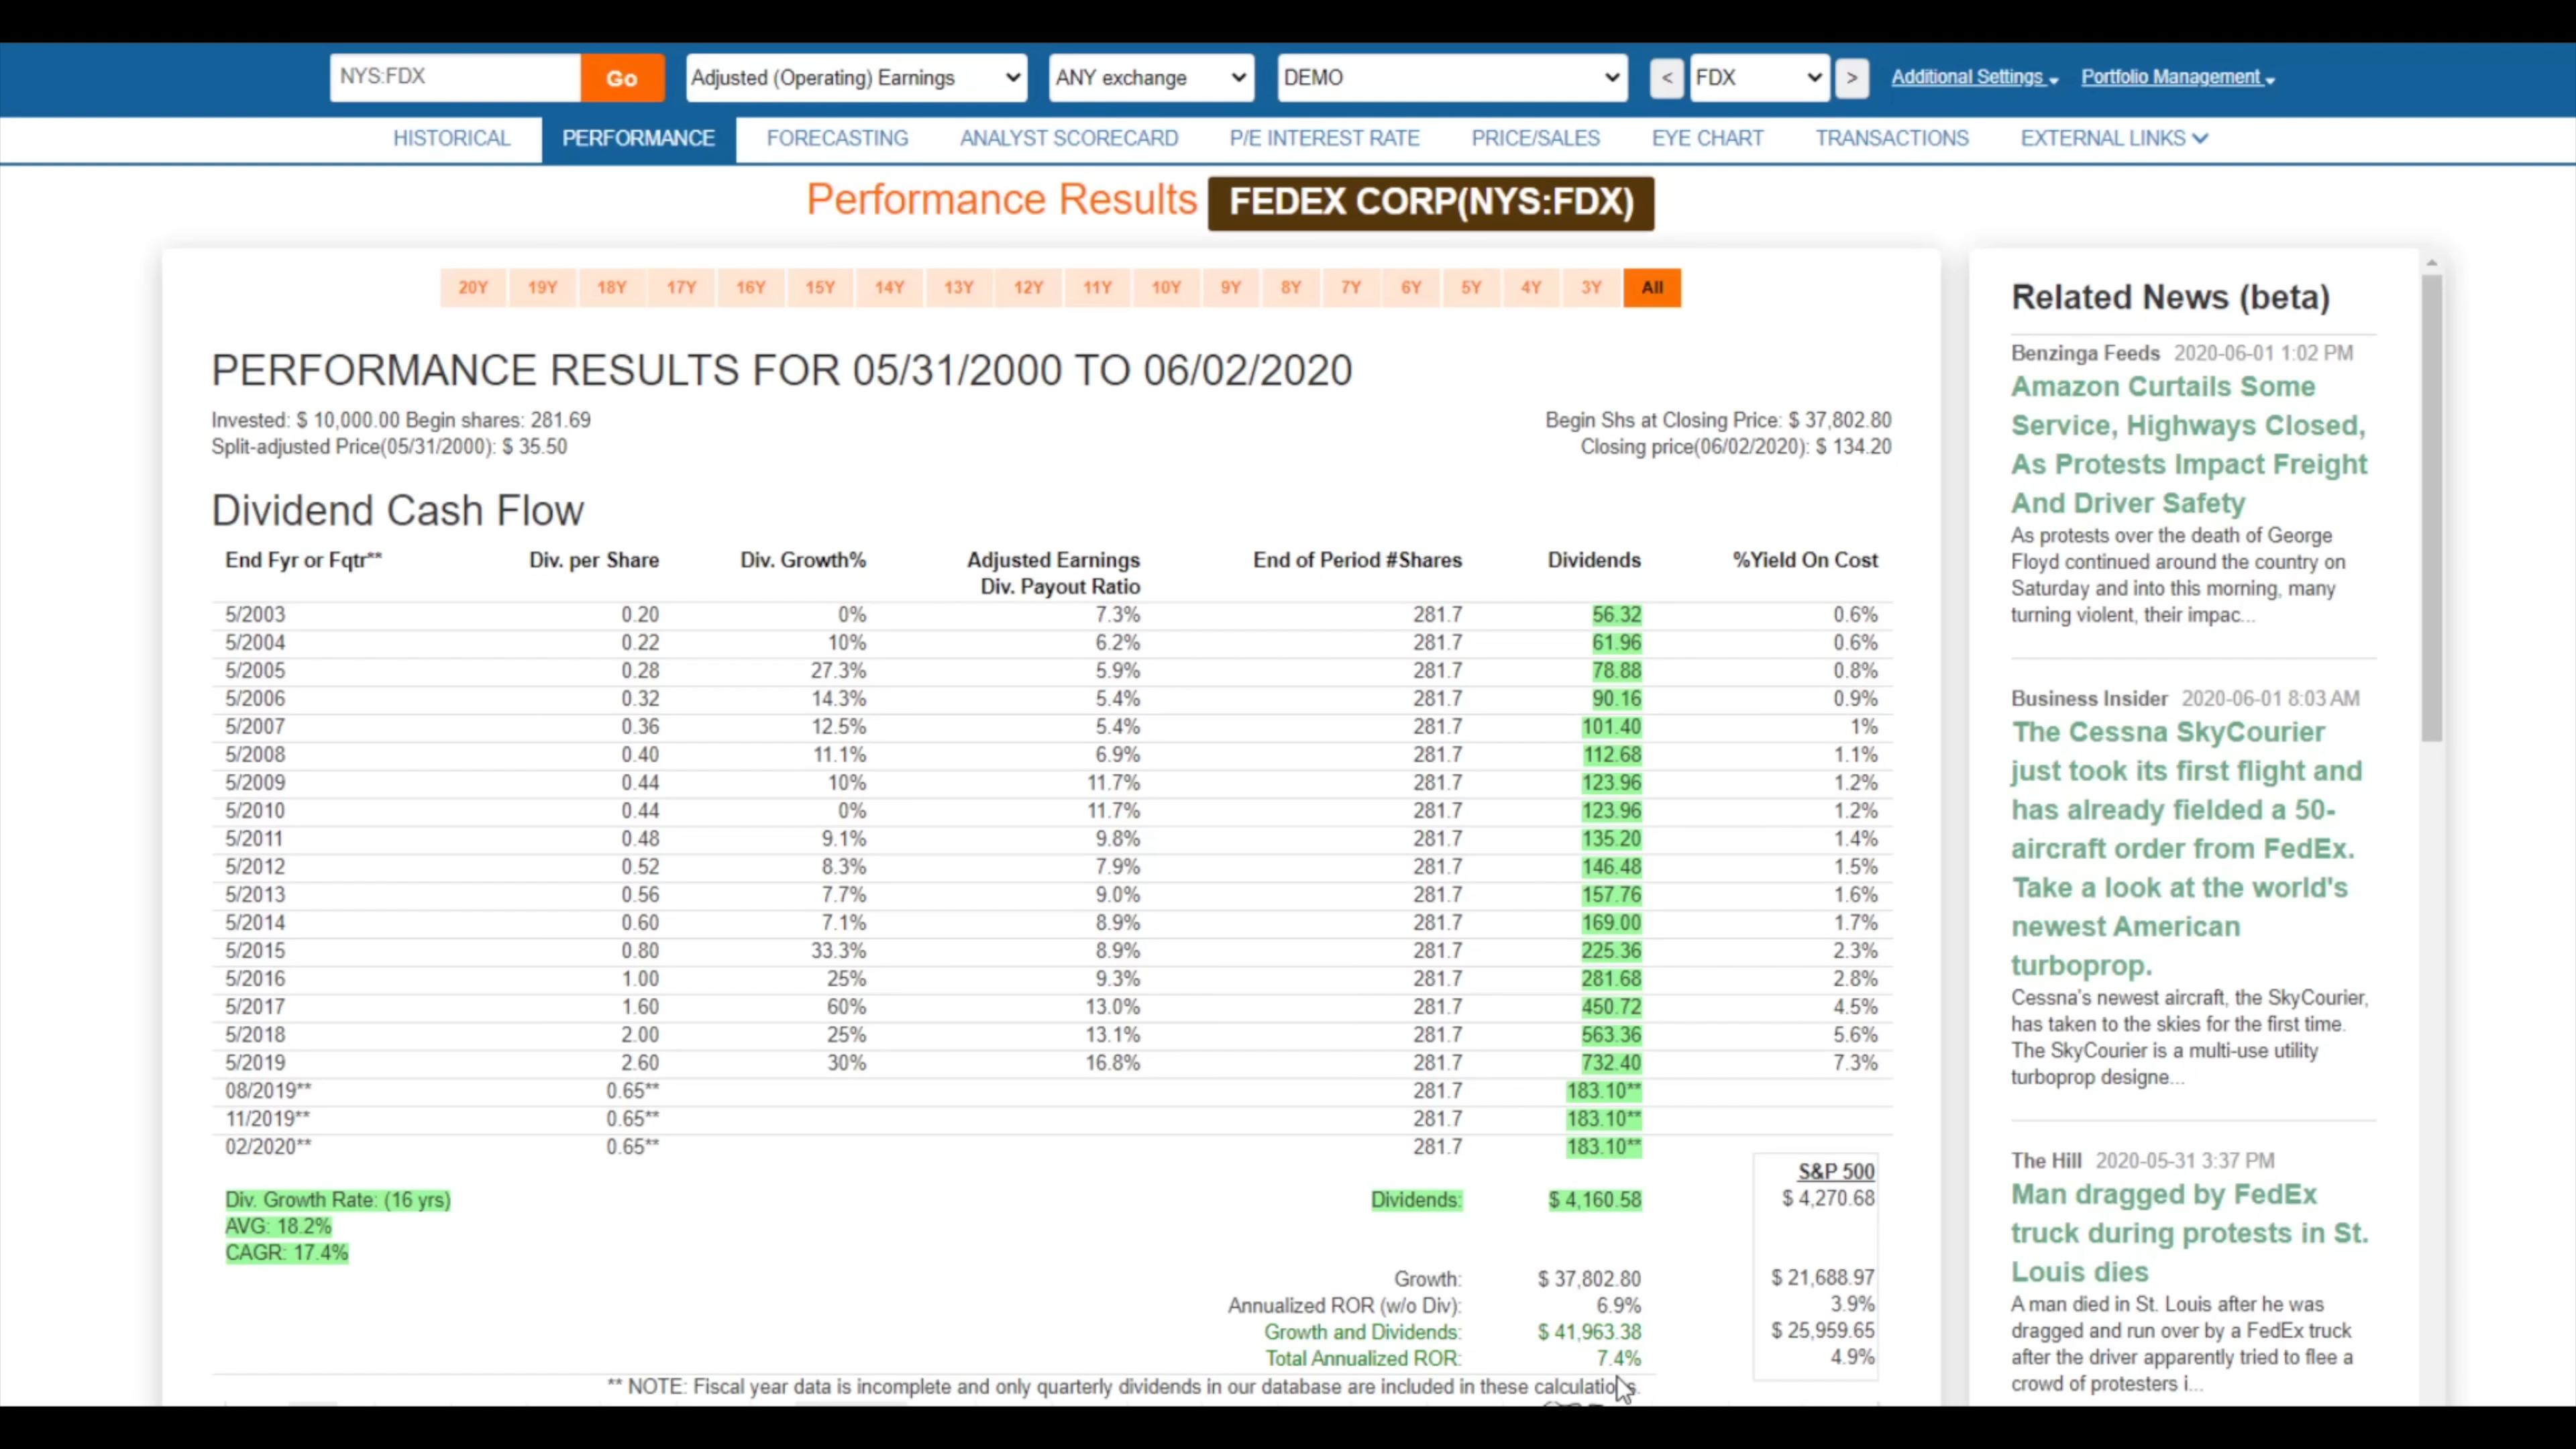 NYS:FDX Go Adjusted (Operating) Earnings ANY exchange DEMO < FDX > Additional Settings Portfolio Management
HISTORICAL PERFORMANCE FORECASTING ANALYST SCORECARD P/E INTEREST RATE PRICE/SALES EYE CHART TRANSACTIONS EXTERNAL LINKS
Performance Results FEDEX CORP(NYS:FDX)
20Y 19Y 18Y 17Y 16Y 15Y 14Y 13Y 12Y 11Y 10Y 9Y 8Y 7Y 6Y 5Y 4Y 3Y All
PERFORMANCE RESULTS FOR 05/31/2000 TO 06/02/2020
Invested: $ 10,000.00 Begin shares: 281.69 Begin Shs at Closing Price: $ 37,802.80
Split-adjusted Price(05/31/2000): $ 35.50 Closing price(06/02/2020): $ 134.20
Dividend Cash Flow
End Fyr or Fqtr** Div. per Share Div. Growth% Adjusted Earnings End of Period #Shares Dividends %Yield On Cost
Div. Payout Ratio
5/2003 0.20 0% 7.3% 281.7 56.32 0.6%
5/2004 0.22 10% 6.2% 281.7 61.96 0.6%
5/2005 0.28 27.3% 5.9% 281.7 78.88 0.8%
5/2006 0.32 14.3% 5.4% 281.7 90.16 0.9%
5/2007 0.36 12.5% 5.4% 281.7 101.40 1%
5/2008 0.40 11.1% 6.9% 281.7 112.68 1.1%
5/2009 0.44 10% 11.7% 281.7 123.96 1.2%
5/2010 0.44 0% 11.7% 281.7 123.96 1.2%
5/2011 0.48 9.1% 9.8% 281.7 135.20 1.4%
5/2012 0.52 8.3% 7.9% 281.7 146.48 1.5%
5/2013 0.56 7.7% 9.0% 281.7 157.76 1.6%
5/2014 0.60 7.1% 8.9% 281.7 169.00 1.7%
5/2015 0.80 33.3% 8.9% 281.7 225.36 2.3%
5/2016 1.00 25% 9.3% 281.7 281.68 2.8%
5/2017 1.60 60% 13.0% 281.7 450.72 4.5%
5/2018 2.00 25% 13.1% 281.7 563.36 5.6%
5/2019 2.60 30% 16.8% 281.7 732.40 7.3%
08/2019** 0.65** 281.7 183.10**
11/2019** 0.65** 281.7 183.10**
02/2020** 0.65** 281.7 183.10**
S&P 500
Div. Growth Rate: (16 yrs) Dividends: $ 4,160.58 $ 4,270.68
AVG: 18.2%
CAGR: 17.4%
Growth: $ 37,802.80 $ 21,688.97
Annualized ROR (w/o Div): 6.9% 3.9%
Growth and Dividends: $ 41,963.38 $ 25,959.65
Total Annualized ROR: 7.4% 4.9%
** NOTE: Fiscal year data is incomplete and only quarterly dividends in our database are included in these calculations.
Related News (beta)
Benzinga Feeds 2020-06-01 1:02 PM
Amazon Curtails Some
Service, Highways Closed,
As Protests Impact Freight
And Driver Safety
As protests over the death of George
Floyd continued around the country on
Saturday and into this morning, many
turning violent, their impac...
Business Insider 2020-06-01 8:03 AM
The Cessna SkyCourier
just took its first flight and
has already fielded a 50-
aircraft order from FedEx.
Take a look at the world's
newest American
turboprop.
Cessna's newest aircraft, the SkyCourier,
has taken to the skies for the first time.
The SkyCourier is a multi-use utility
turboprop designe...
The Hill 2020-05-31 3:37 PM
Man dragged by FedEx
truck during protests in St.
Louis dies
A man died in St. Louis after he was
dragged and run over by a FedEx truck
after the driver apparently tried to flee a
crowd of protesters i...